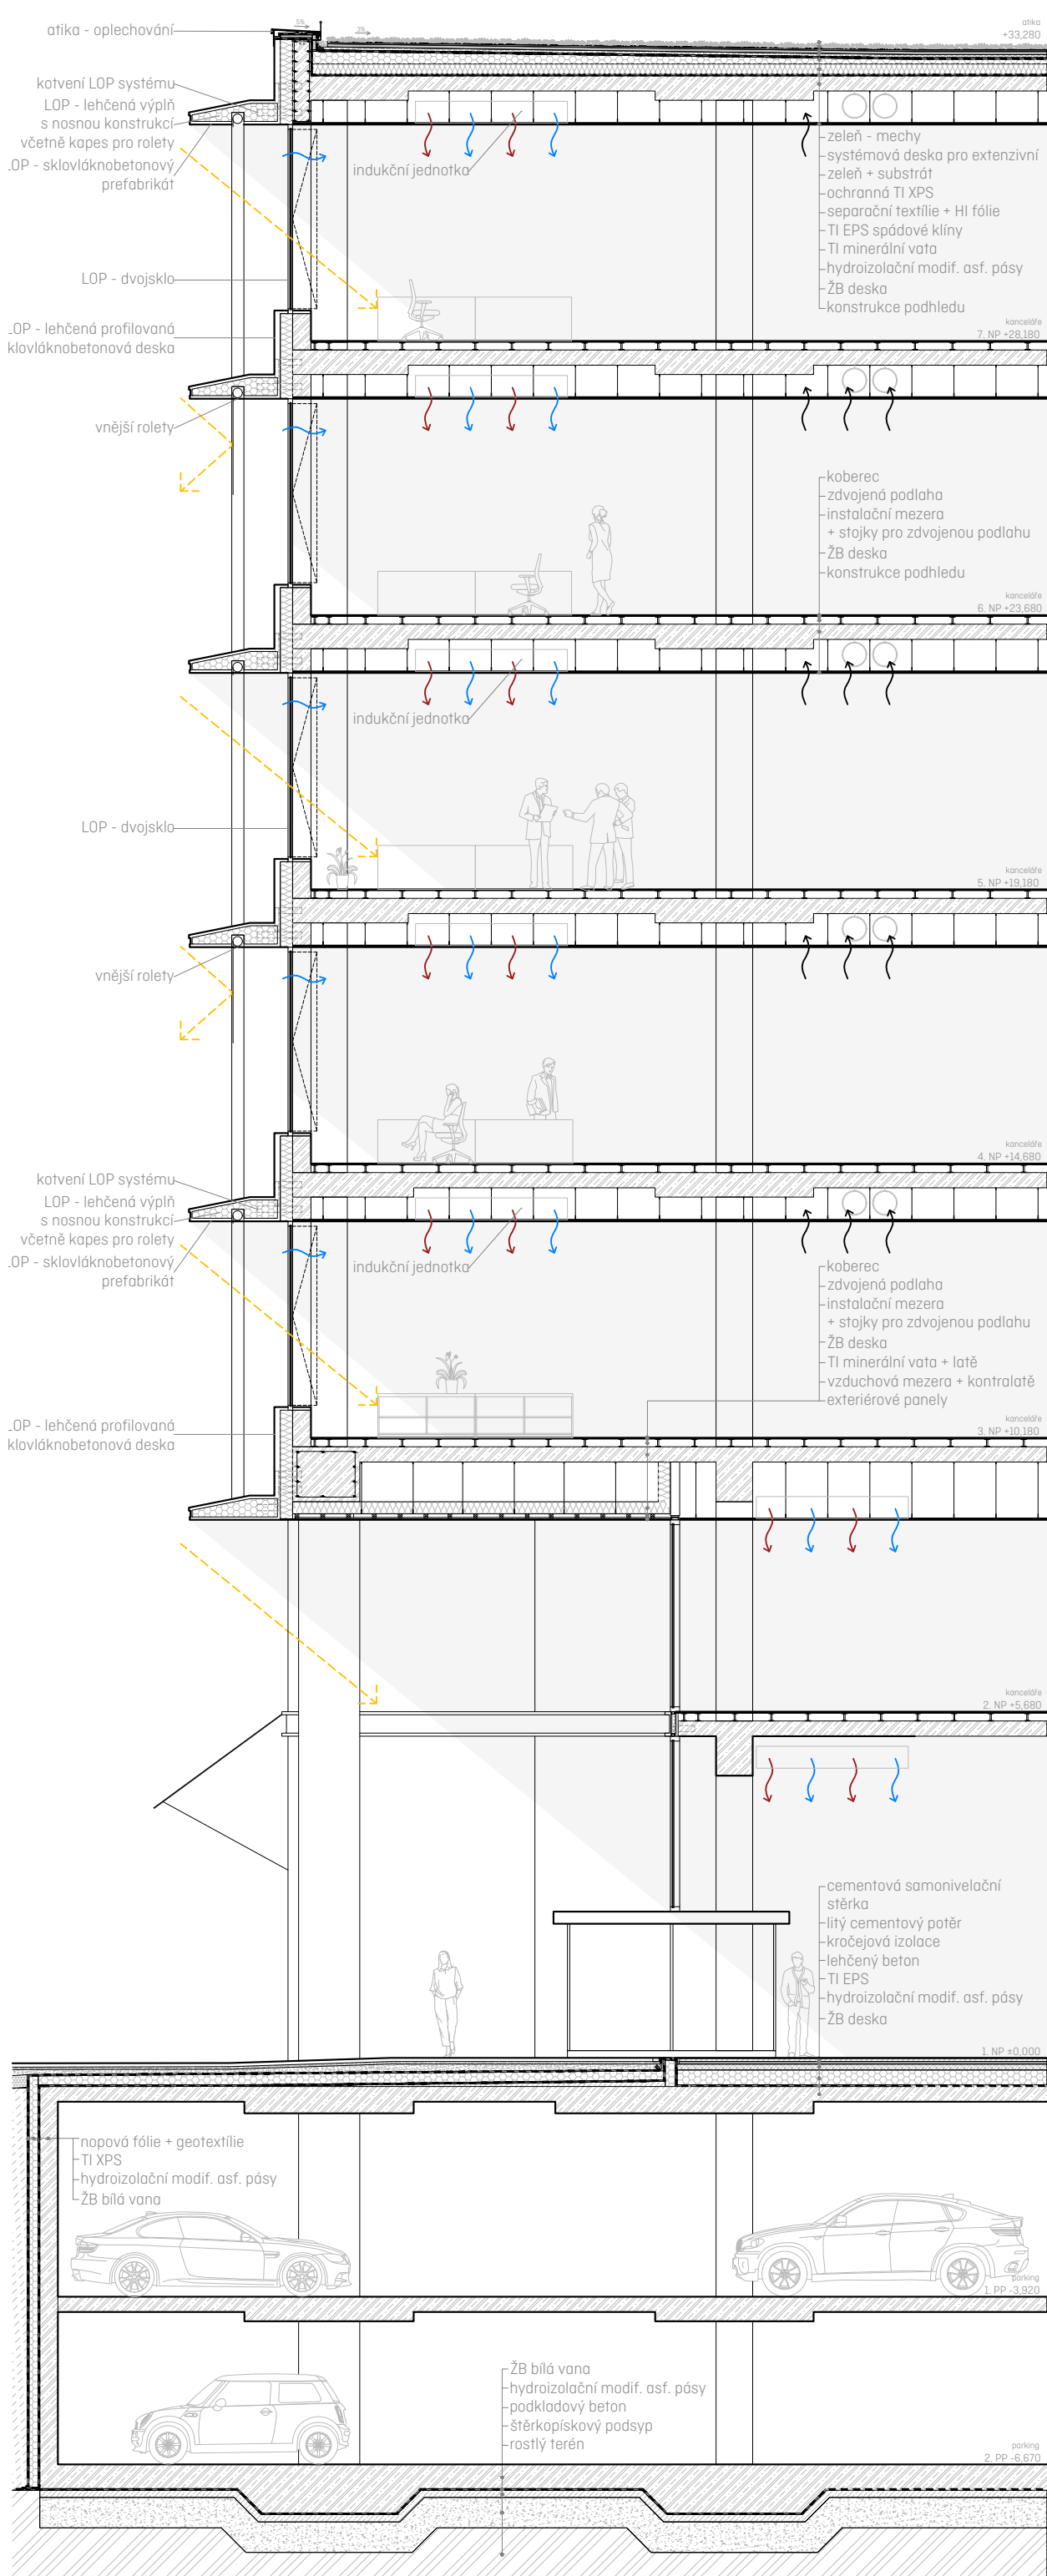 atika - oplechování
5%
3%
atika
+33,280
kotvení LOP systému
LOP - lehčená výplň
s nosnou konstrukcí
včetně kapes pro rolety
LOP - sklovláknobetonový
prefabrikát
indukční jednotka
zeleň - mechy
systémová deska pro extenzivní
zeleň + substrát
ochranná TI XPS
separační textílie + HI fólie
TI EPS spádové klíny
TI minerální vata
hydroizolační modif. asf. pásy
ŽB deska
konstrukce podhledu
LOP - dvojsklo
kanceláře
7. NP +28,180
LOP - lehčená profilovaná
klovláknobetonová deska
vnější rolety
koberec
zdvojená podlaha
instalační mezera
+ stojky pro zdvojenou podlahu
ŽB deska
konstrukce podhledu
kanceláře
6. NP +23,680
indukční jednotka
LOP - dvojsklo
kanceláře
5. NP +19,180
vnější rolety
kanceláře
4. NP +14,680
kotvení LOP systému
LOP - lehčená výplň
s nosnou konstrukcí
včetně kapes pro rolety
LOP - sklovláknobetonový
prefabrikát
indukční jednotka
koberec
zdvojená podlaha
instalační mezera
+ stojky pro zdvojenou podlahu
ŽB deska
TI minerální vata + latě
vzduchová mezera + kontralatě
exteriérové panely
kanceláře
3. NP +10,180
LOP - lehčená profilovaná
klovláknobetonová deska
kanceláře
2. NP +5,680
cementová samonivelační
stěrka
litý cementový potěr
kročejová izolace
lehčený beton
TI EPS
hydroizolační modif. asf. pásy
ŽB deska
1. NP ±0,000
nopová fólie + geotextílie
TI XPS
hydroizolační modif. asf. pásy
ŽB bílá vana
parking
1. PP -3,920
ŽB bílá vana
hydroizolační modif. asf. pásy
podkladový beton
štěrkopískový podsyp
rostlý terén
parking
2. PP -6,670